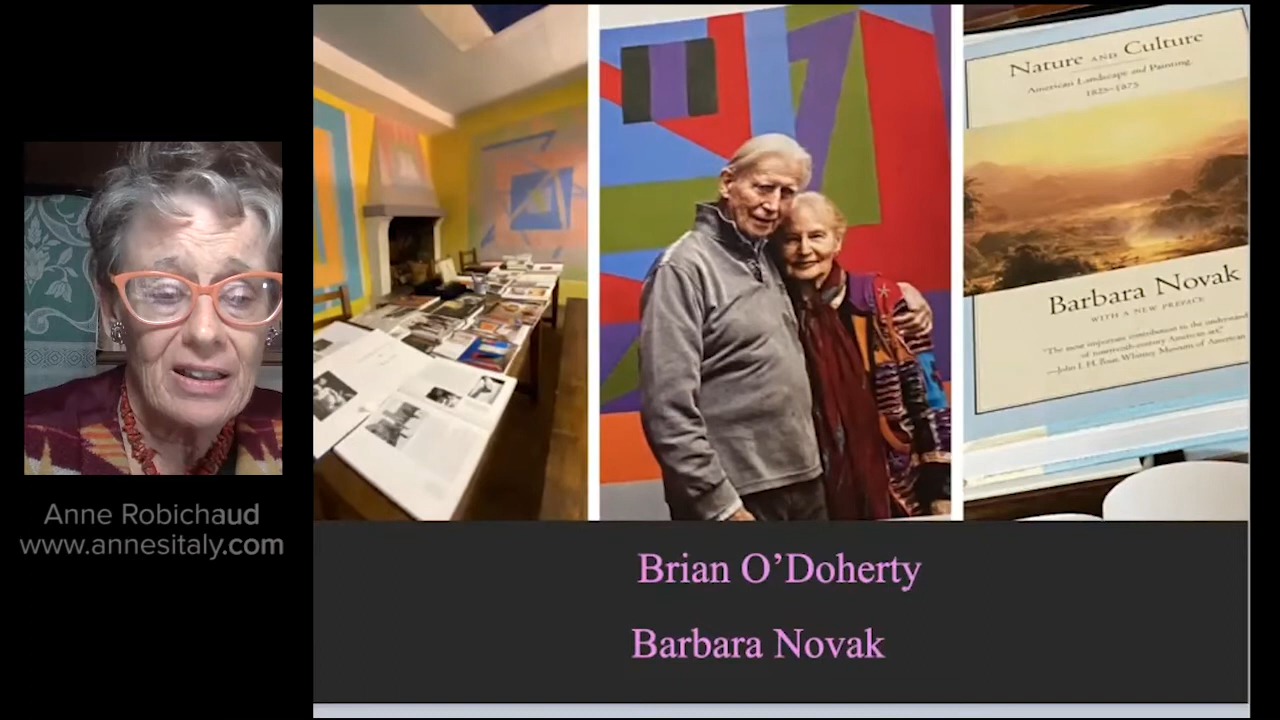 Nature AND Culture
American Landscape and Painting,
1825-1875
Barbara Novak
WITH A NEW PREFACE
"The most important contribution to the understand
of nineteenth-century American art."
—John I. H. Baur, Whitney Museum of American
Anne Robichaud
www.annesitaly.com
Brian O'Doherty
Barbara Novak